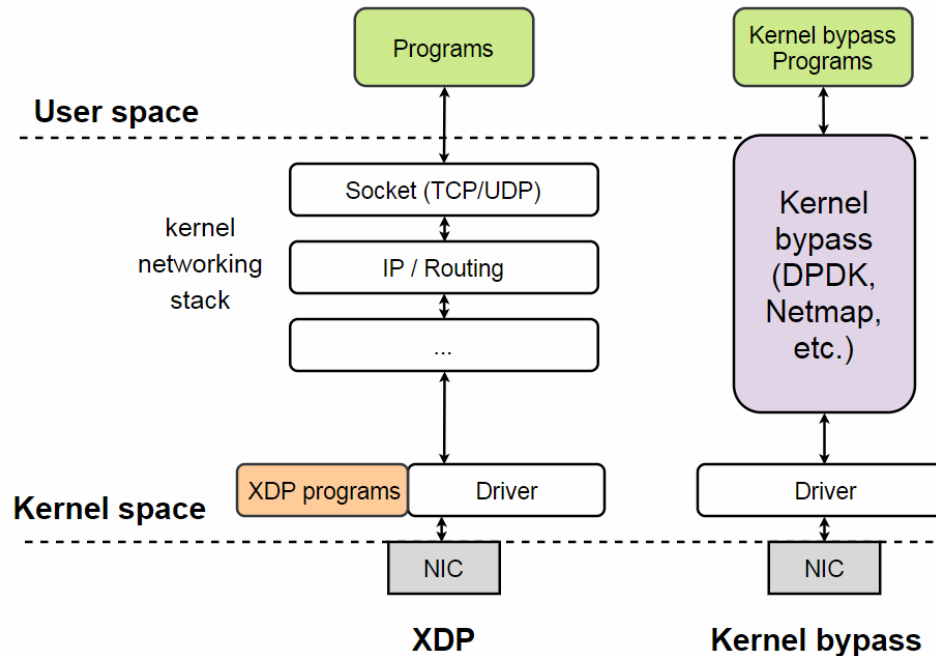 Programs
Kernel bypass
Programs
User space
Socket (TCP/UDP)
kernel
networking
stack
IP / Routing
...
Kernel
bypass
(DPDK,
Netmap,
etc.)
XDP programs
Driver
Driver
Kernel space
NIC
NIC
XDP
Kernel bypass